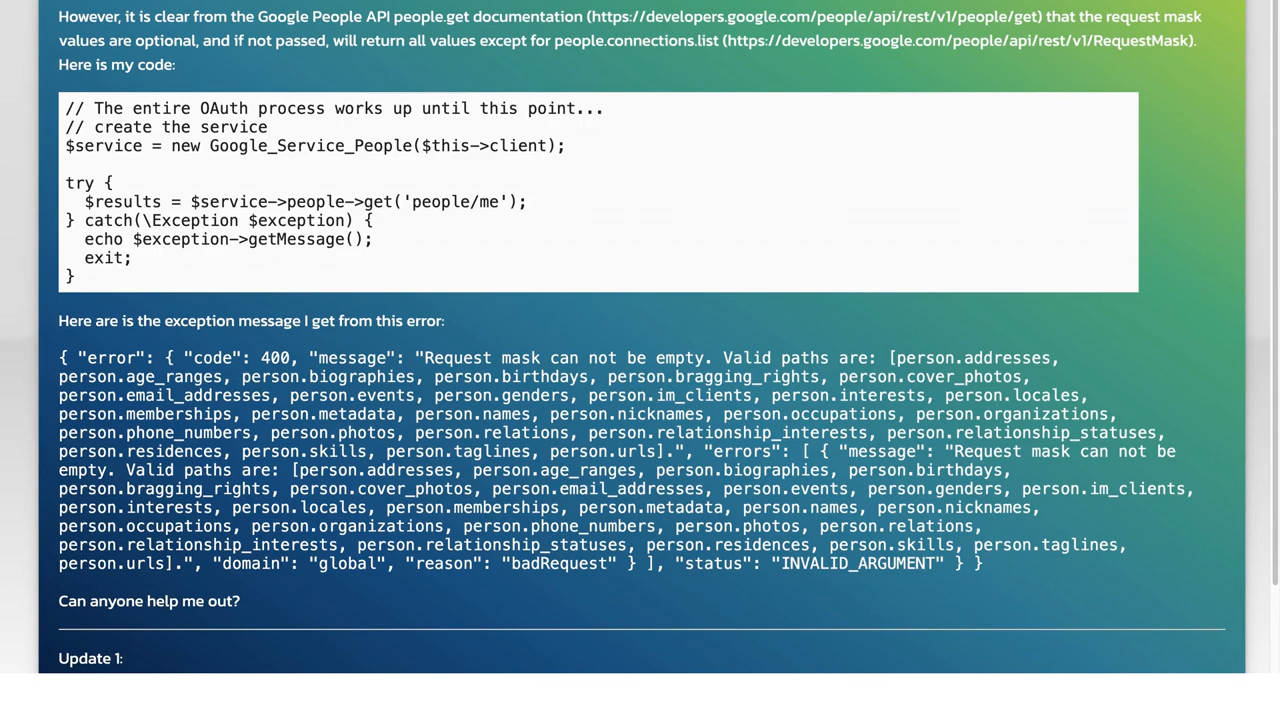 However, it is clear from the Google People API people.get documentation (https://developers.google.com/people/api/rest/v1/people/get) that the request mask
values are optional, and if not passed, will return all values except for people.connections.list (https://developers.google.com/people/api/rest/v1/RequestMask).
Here is my code:
// The entire OAuth process works up until this point...
// create the service
$service = new Google_Service_People($this->client);
try {
  $results = $service->people->get('people/me');
} catch(\Exception $exception) {
  echo $exception->getMessage();
  exit;
}
Here are is the exception message I get from this error:
{ "error": { "code": 400, "message": "Request mask can not be empty. Valid paths are: [person.addresses,
person.age_ranges, person.biographies, person.birthdays, person.bragging_rights, person.cover_photos,
person.email_addresses, person.events, person.genders, person.im_clients, person.interests, person.locales,
person.memberships, person.metadata, person.names, person.nicknames, person.occupations, person.organizations,
person.phone_numbers, person.photos, person.relations, person.relationship_interests, person.relationship_statuses,
person.residences, person.skills, person.taglines, person.urls].", "errors": [ { "message": "Request mask can not be
empty. Valid paths are: [person.addresses, person.age_ranges, person.biographies, person.birthdays,
person.bragging_rights, person.cover_photos, person.email_addresses, person.events, person.genders, person.im_clients,
person.interests, person.locales, person.memberships, person.metadata, person.names, person.nicknames,
person.occupations, person.organizations, person.phone_numbers, person.photos, person.relations,
person.relationship_interests, person.relationship_statuses, person.residences, person.skills, person.taglines,
person.urls].", "domain": "global", "reason": "badRequest" } ], "status": "INVALID_ARGUMENT" } }
Can anyone help me out?
Update 1: